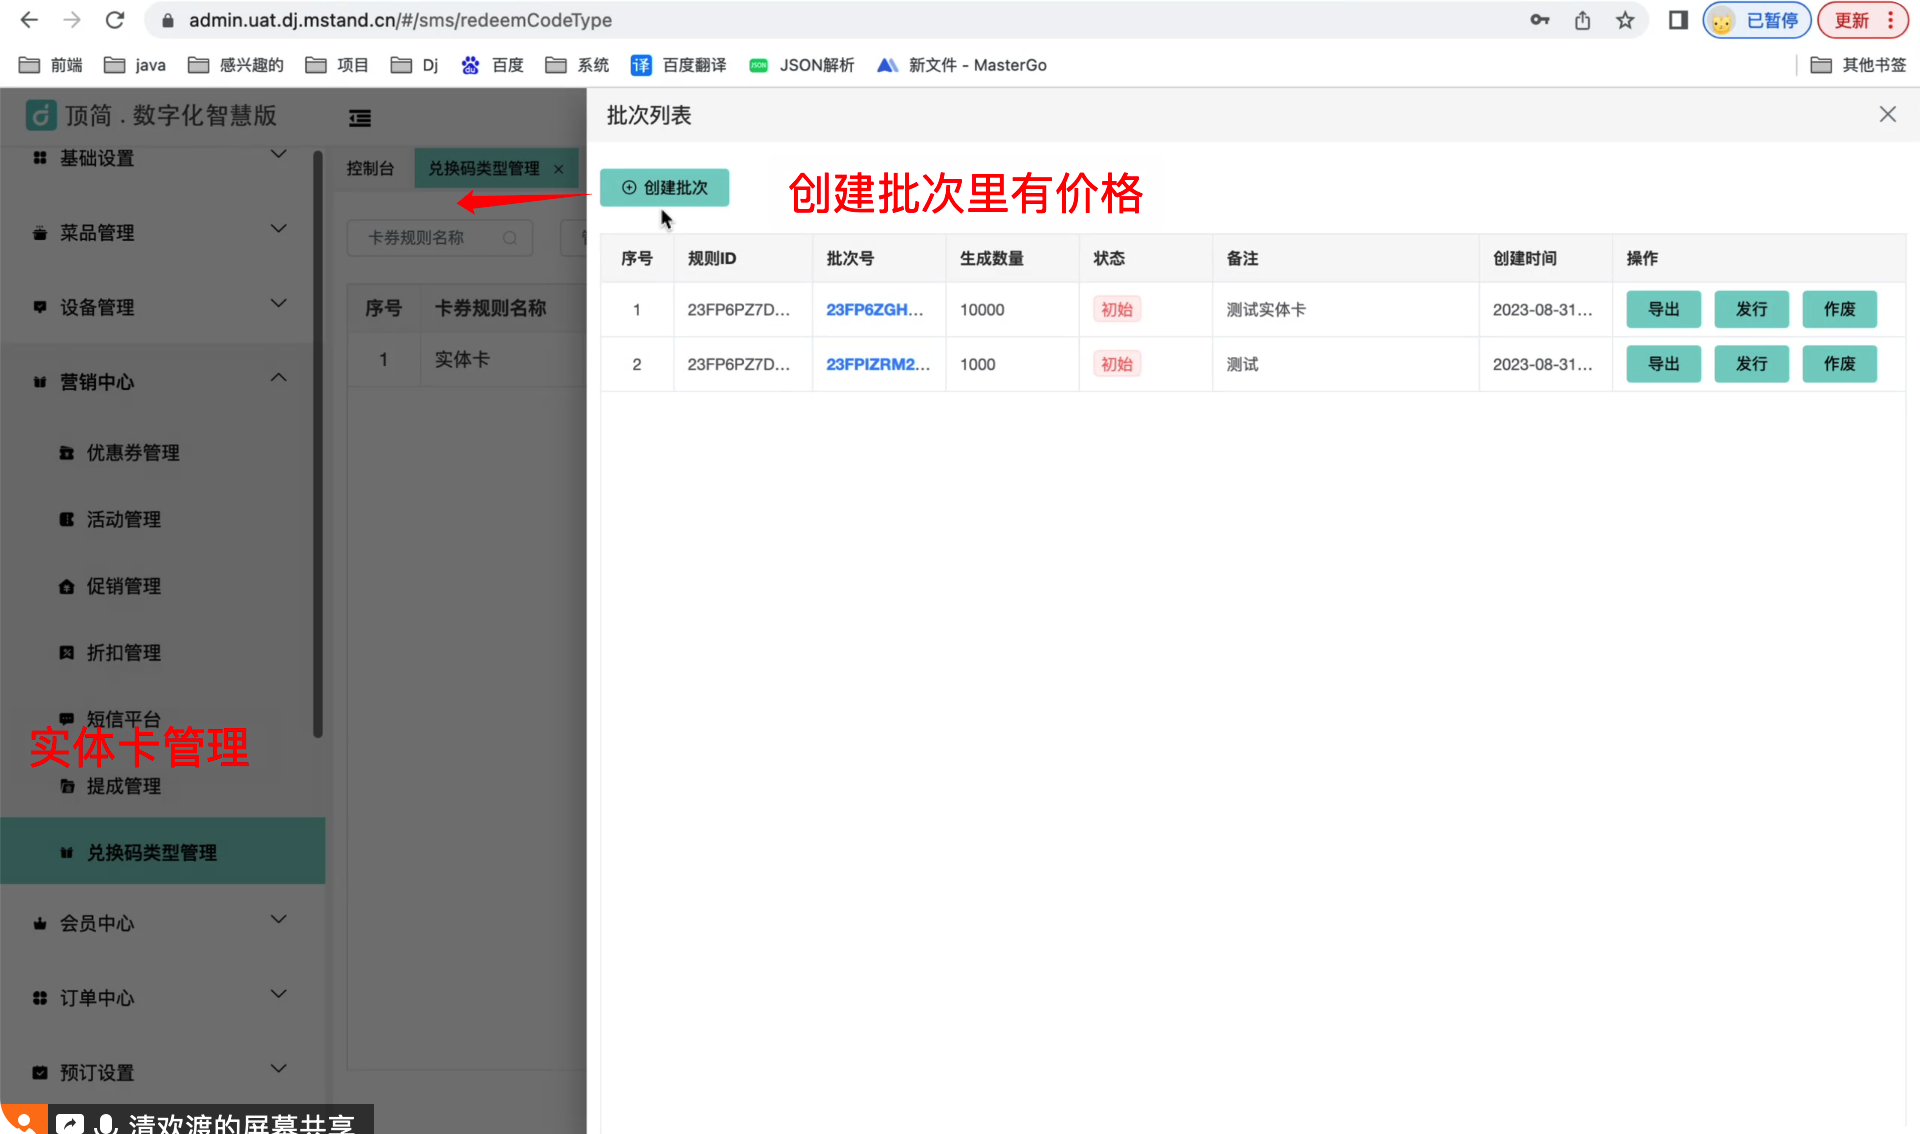 admin.uat.dj.mstand.cn/#/sms/redeemCodeType
已暂停
更新
前端
java
感兴趣的
项目
Dj
百度
系统
译
百度翻译
JSON
JSON解析
新文件 - MasterGo
其他书签
顶简 . 数字化智慧版
基础设置
菜品管理
设备管理
营销中心
优惠券管理
活动管理
促销管理
折扣管理
短信平台
实体卡管理
提成管理
兑换码类型管理
会员中心
订单中心
预订设置
清欢渡的屏幕共享
控制台
兑换码类型管理 ×
卡券规则名称
序号 卡券规则名称
1 实体卡
批次列表
创建批次
创建批次里有价格
序号 规则ID 批次号 生成数量 状态 备注 创建时间 操作
1 23FP6PZ7D... 23FP6ZGH... 10000 初始 测试实体卡 2023-08-31... 导出 发行 作废
2 23FP6PZ7D... 23FPIZRM2... 1000 初始 测试 2023-08-31... 导出 发行 作废